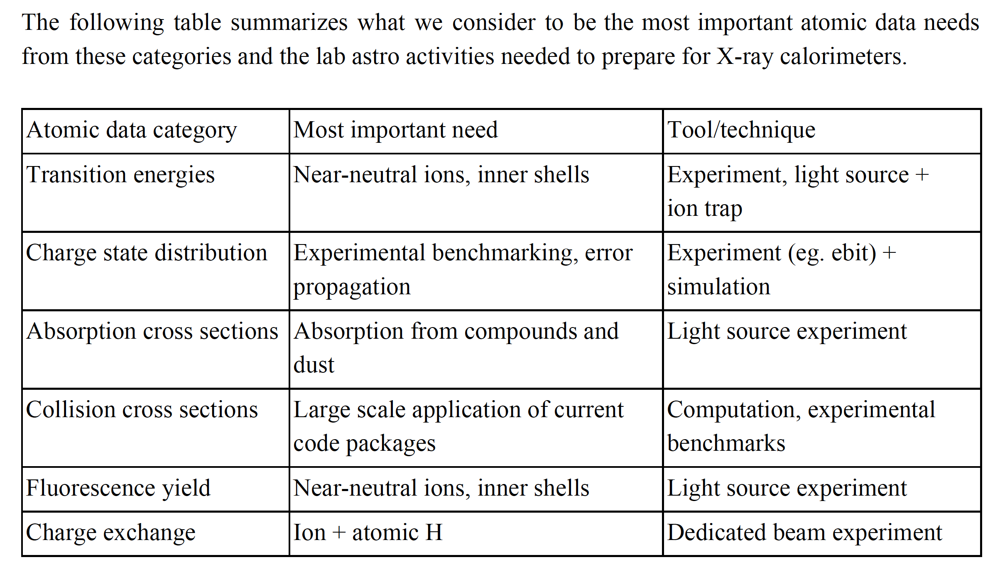 The following table summarizes what we consider to be the most important atomic data needs
from these categories and the lab astro activities needed to prepare for X-ray calorimeters.
Atomic data category
Most important need
Tool/technique
Transition energies
Near-neutral ions, inner shells
Experiment, light source +
ion trap
Charge state distribution
Experimental benchmarking, error
propagation
Experiment (eg. ebit) +
simulation
Absorption cross sections
Absorption from compounds and
dust
Light source experiment
Collision cross sections
Large scale application of current
code packages
Computation, experimental
benchmarks
Fluorescence yield
Near-neutral ions, inner shells
Light source experiment
Charge exchange
Ion + atomic H
Dedicated beam experiment